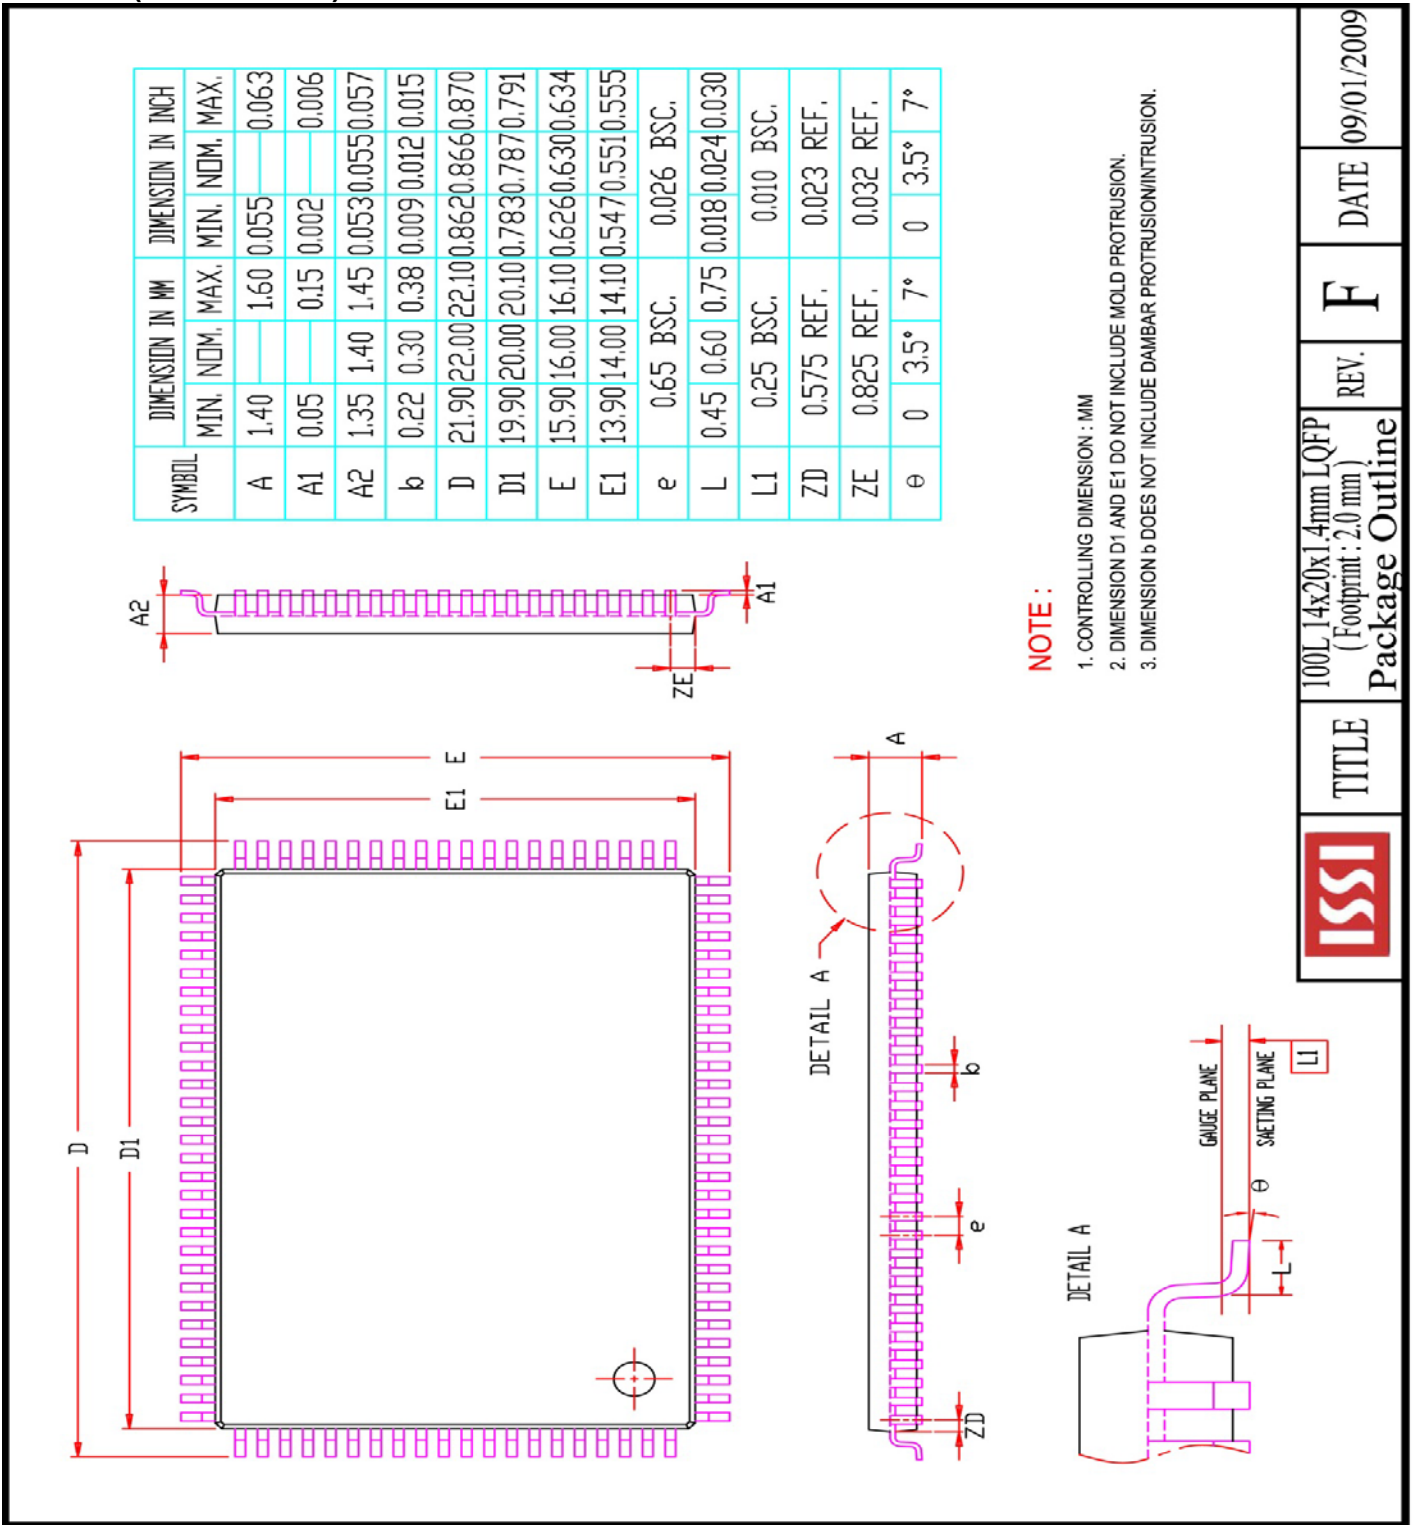 SYMBOL DIMENSION IN MM DIMENSION IN INCH
MIN. NOM. MAX. MIN. NOM. MAX.
A 1.40 1.60 0.055 0.063
A1 0.05 0.15 0.002 0.006
A2 1.35 1.40 1.45 0.053 0.055 0.057
b 0.22 0.30 0.38 0.009 0.012 0.015
D 21.90 22.00 22.10 0.862 0.866 0.870
D1 19.90 20.00 20.10 0.783 0.787 0.791
E 15.90 16.00 16.10 0.626 0.630 0.634
E1 13.90 14.00 14.10 0.547 0.551 0.555
e 0.65 BSC. 0.026 BSC.
L 0.45 0.60 0.75 0.018 0.024 0.030
L1 0.25 BSC. 0.010 BSC.
ZD 0.575 REF. 0.023 REF.
ZE 0.825 REF. 0.032 REF.
θ 0 3.5° 7° 0 3.5° 7°
D
D1
E
E1
A2
A1
ZE
A
DETAIL A
b
e
ZD
DETAIL A
GAUGE PLANE
SAETING PLANE
L1
θ
L
NOTE :
1. CONTROLLING DIMENSION : MM
2. DIMENSION D1 AND E1 DO NOT INCLUDE MOLD PROTRUSION.
3. DIMENSION b DOES NOT INCLUDE DAMBAR PROTRUSION/INTRUSION.
ISSI
TITLE
100L 14x20x1.4mm LQFP
( Footprint : 2.0 mm )
Package Outline
REV.
F
DATE
09/01/2009